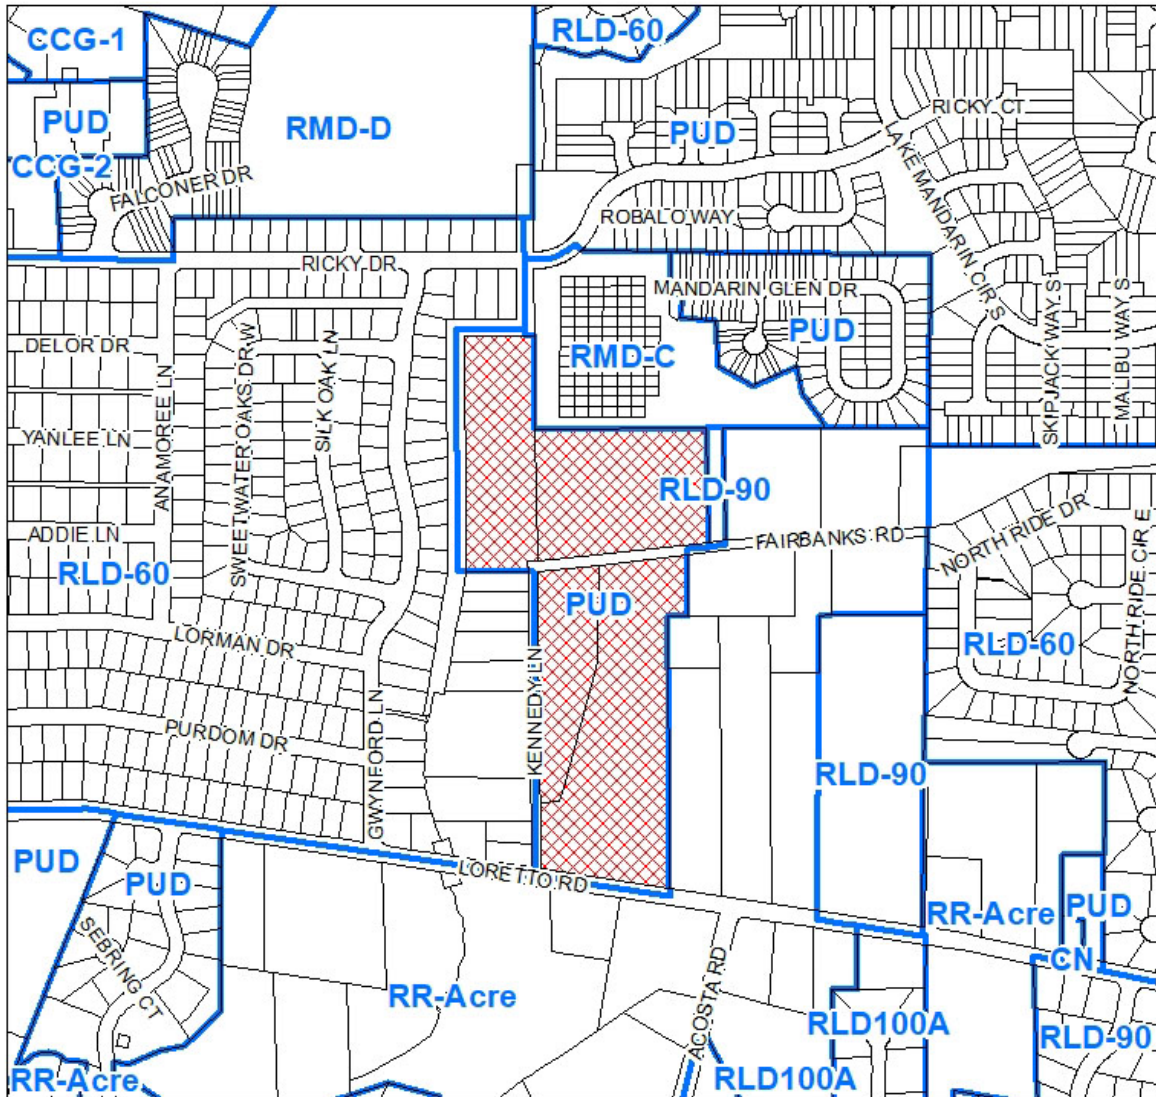 CCG-1
RLD-60
PUD
RMD-D
PUD
RICKY CT
CCG-2
FALCONER DR
LAKE MANDARIN CIR S
ROBALO WAY
RICKY DR
MANDARIN GLEN DR
SKIPJACK WAY S
MALIBU WAY S
DELOR DR
SWEETWATER OAKS DR W
SILK OAK LN
RMD-C
PUD
YANLEE LN
ANAMOREE LN
RLD-90
ADDIE LN
FAIRBANKS RD
NORTH RIDE DR
NORTH RIDE CIR E
RLD-60
PUD
LORMAN DR
RLD-60
KENNEDY LN
PURDOM DR
GWYNFORD LN
RLD-90
PUD
PUD
LORETTO RD
RR-Acre
PUD
SEBRING CT
CN
RR-Acre
ACOSTA RD
RLD100A
RLD-90
RR-Acre
RLD100A